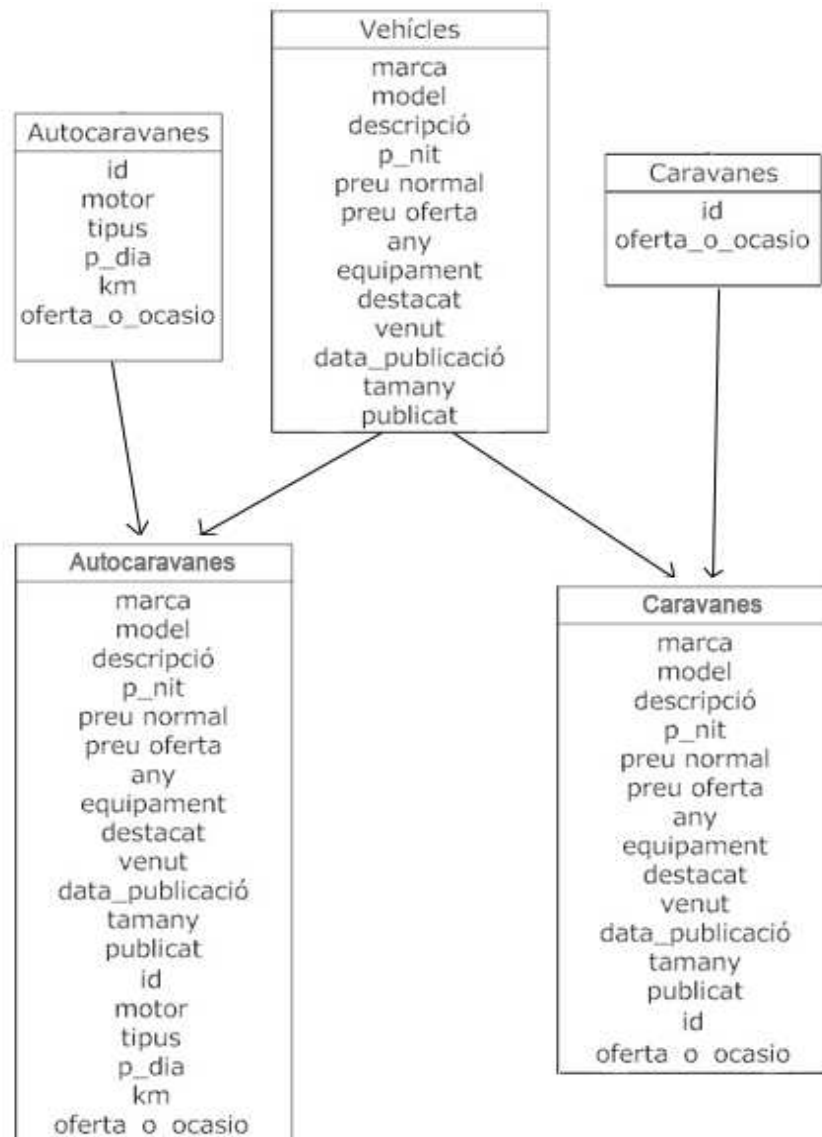 Vehícles
marca
model
descripció
p_nit
preu normal
preu oferta
any
equipament
destacat
venut
data_publicació
tamany
publicat
Autocaravanes
id
motor
tipus
p_dia
km
oferta_o_ocasio
Caravanes
id
oferta_o_ocasio
Autocaravanes
marca
model
descripció
p_nit
preu normal
preu oferta
any
equipament
destacat
venut
data_publicació
tamany
publicat
id
motor
tipus
p_dia
km
oferta_o_ocasio
Caravanes
marca
model
descripció
p_nit
preu normal
preu oferta
any
equipament
destacat
venut
data_publicació
tamany
publicat
id
oferta_o_ocasio